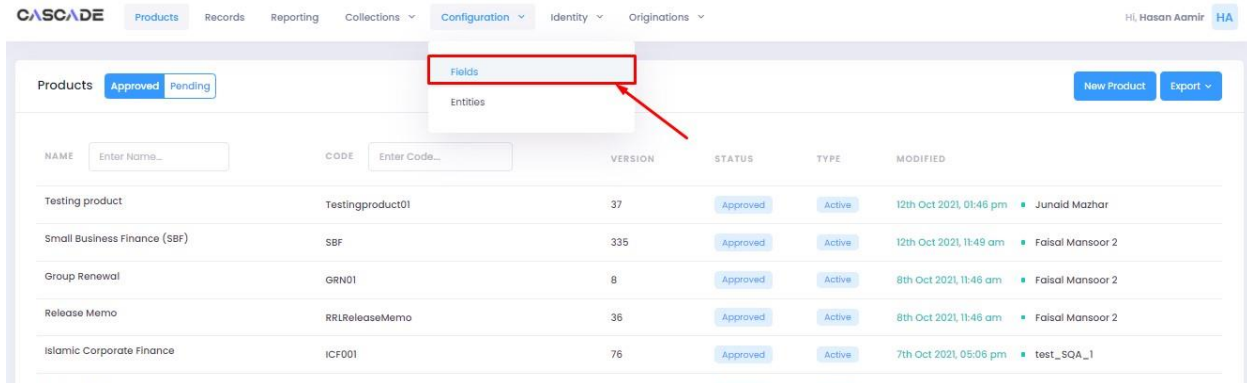 CASCADE Products Records Reporting Collections Configuration Identity Originations Hi, Hasan Aamir HA
Fields
Entities
Products Approved Pending New Product Export
NAME Enter Name... CODE Enter Code... VERSION STATUS TYPE MODIFIED
Testing product Testingproduct01 37 Approved Active 12th Oct 2021, 01:46 pm Junaid Mazhar
Small Business Finance (SBF) SBF 335 Approved Active 12th Oct 2021, 11:49 am Faisal Mansoor 2
Group Renewal GRN01 8 Approved Active 8th Oct 2021, 11:46 am Faisal Mansoor 2
Release Memo RRLReleaseMemo 36 Approved Active 8th Oct 2021, 11:46 am Faisal Mansoor 2
Islamic Corporate Finance ICF001 76 Approved Active 7th Oct 2021, 05:06 pm test_SQA_1